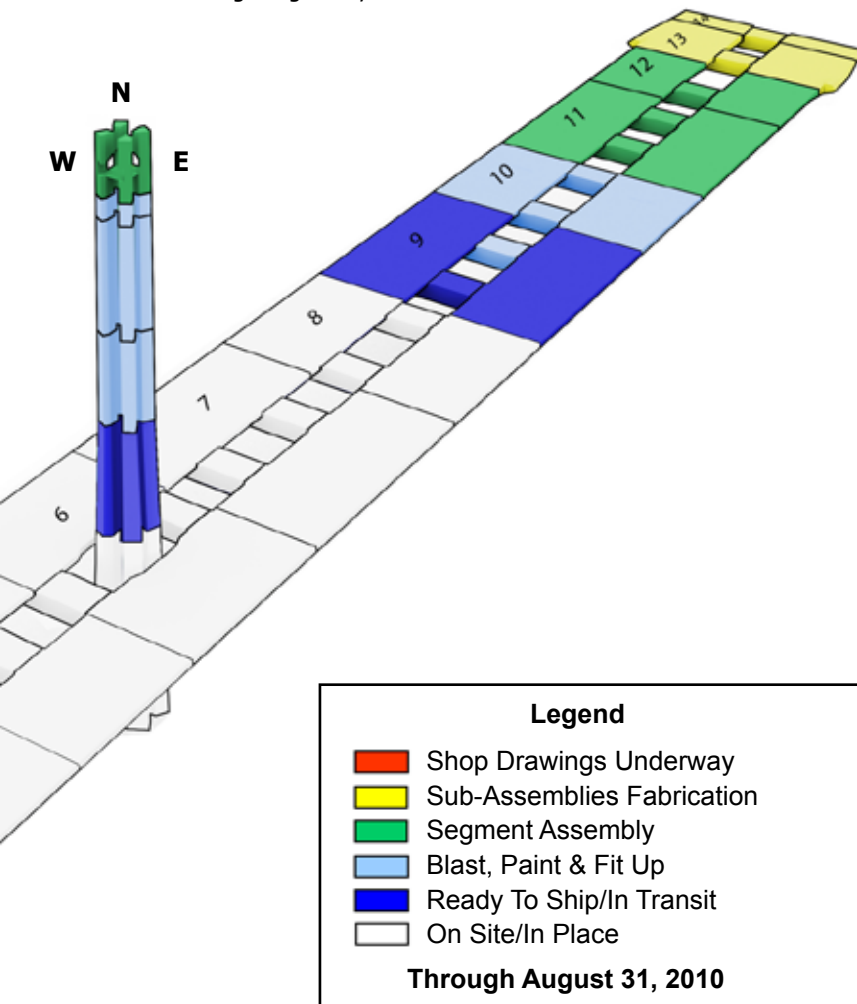 14
13
12
11
N
W E
10
9
8
7
6
Legend
Shop Drawings Underway
Sub-Assemblies Fabrication
Segment Assembly
Blast, Paint & Fit Up
Ready To Ship/In Transit
On Site/In Place
Through August 31, 2010